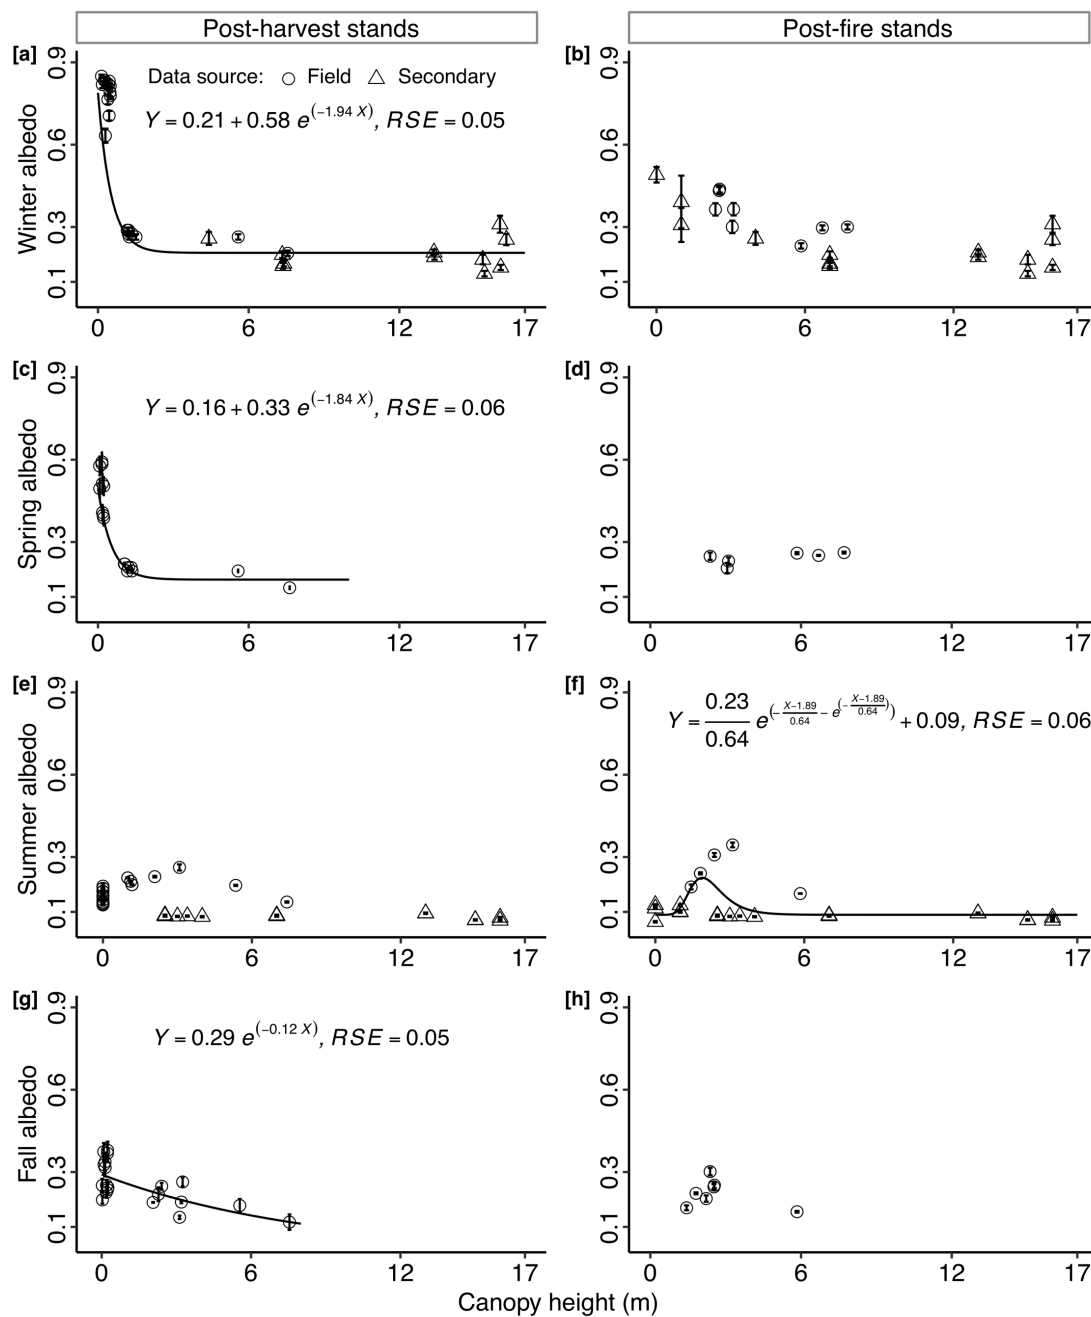 Post-harvest stands
Post-fire stands
[a]
Winter albedo
0.9
0.6
0.3
0.1
Data source: Field Secondary
Y = 0.21 + 0.58 e^(−1.94 X), RSE = 0.05
0 6 12 17
[b]
0.9
0.6
0.3
0.1
0 6 12 17
[c]
Spring albedo
0.9
0.6
0.3
0.1
Y = 0.16 + 0.33 e^(−1.84 X), RSE = 0.06
0 6 12 17
[d]
0.9
0.6
0.3
0.1
0 6 12 17
[e]
Summer albedo
0.9
0.6
0.3
0.1
0 6 12 17
[f]
0.9
0.6
0.3
0.1
Y = 0.23/0.64 e^(−(X−1.89)/0.64 − e^(−(X−1.89)/0.64)) + 0.09, RSE = 0.06
0 6 12 17
[g]
Fall albedo
0.9
0.6
0.3
0.1
Y = 0.29 e^(−0.12 X), RSE = 0.05
0 6 12 17
[h]
0.9
0.6
0.3
0.1
0 6 12 17
Canopy height (m)